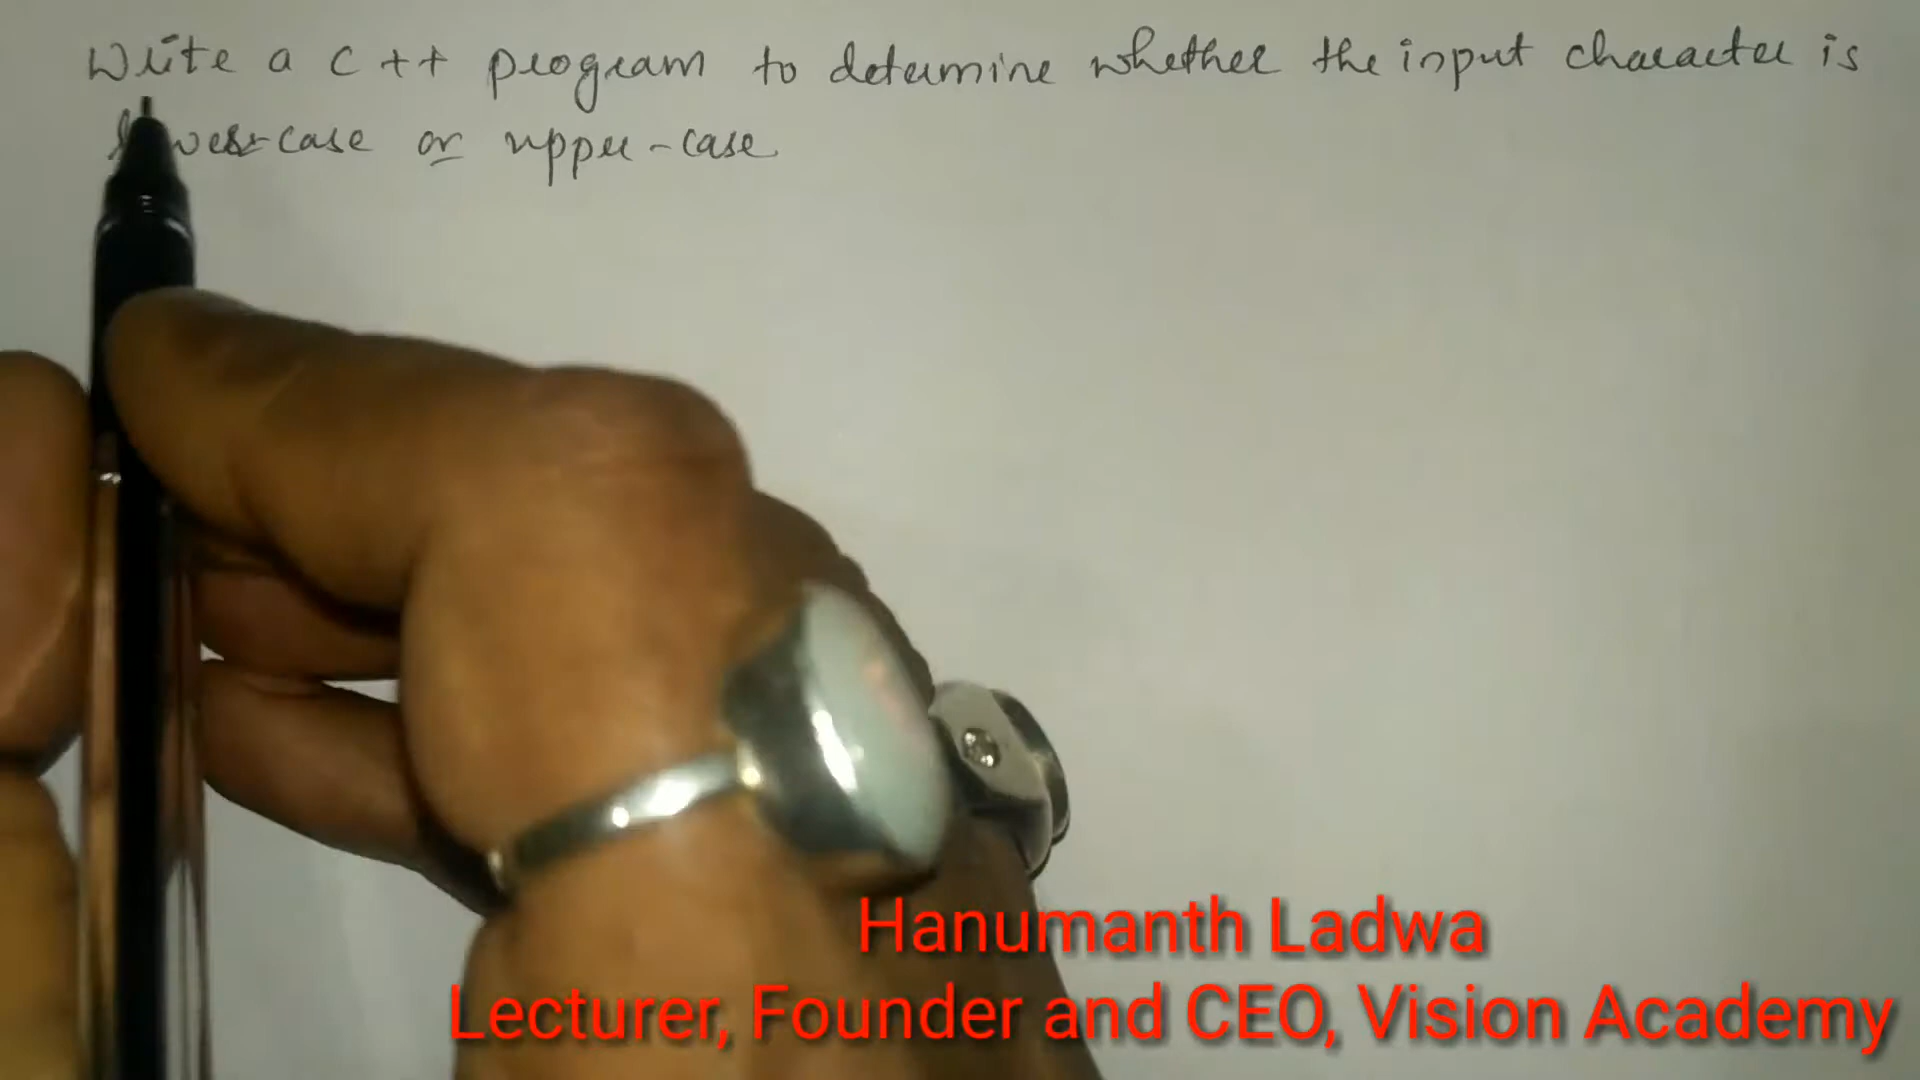 Write a C++ program to determine whether the input character is
lower-case or upper-case
Hanumanth Ladwa
Lecturer, Founder and CEO, Vision Academy